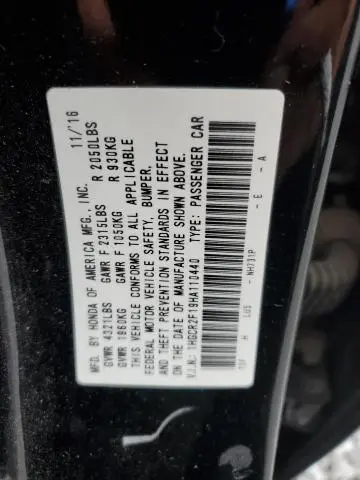 MFD. BY HONDA OF AMERICA MFG., INC. 11/'16
GVWR 4321LBS GAWR F 2315LBS R 2050LBS
GVWR 1960KG GAWR F 1050KG R 930KG
THIS VEHICLE CONFORMS TO ALL APPLICABLE
FEDERAL MOTOR VEHICLE SAFETY, BUMPER,
AND THEFT PREVENTION STANDARDS IN EFFECT
ON THE DATE OF MANUFACTURE SHOWN ABOVE.
V.I.N.: 1HGCR2F19HA110440 TYPE: PASSENGER CAR
H LUS - NH731P - E - A